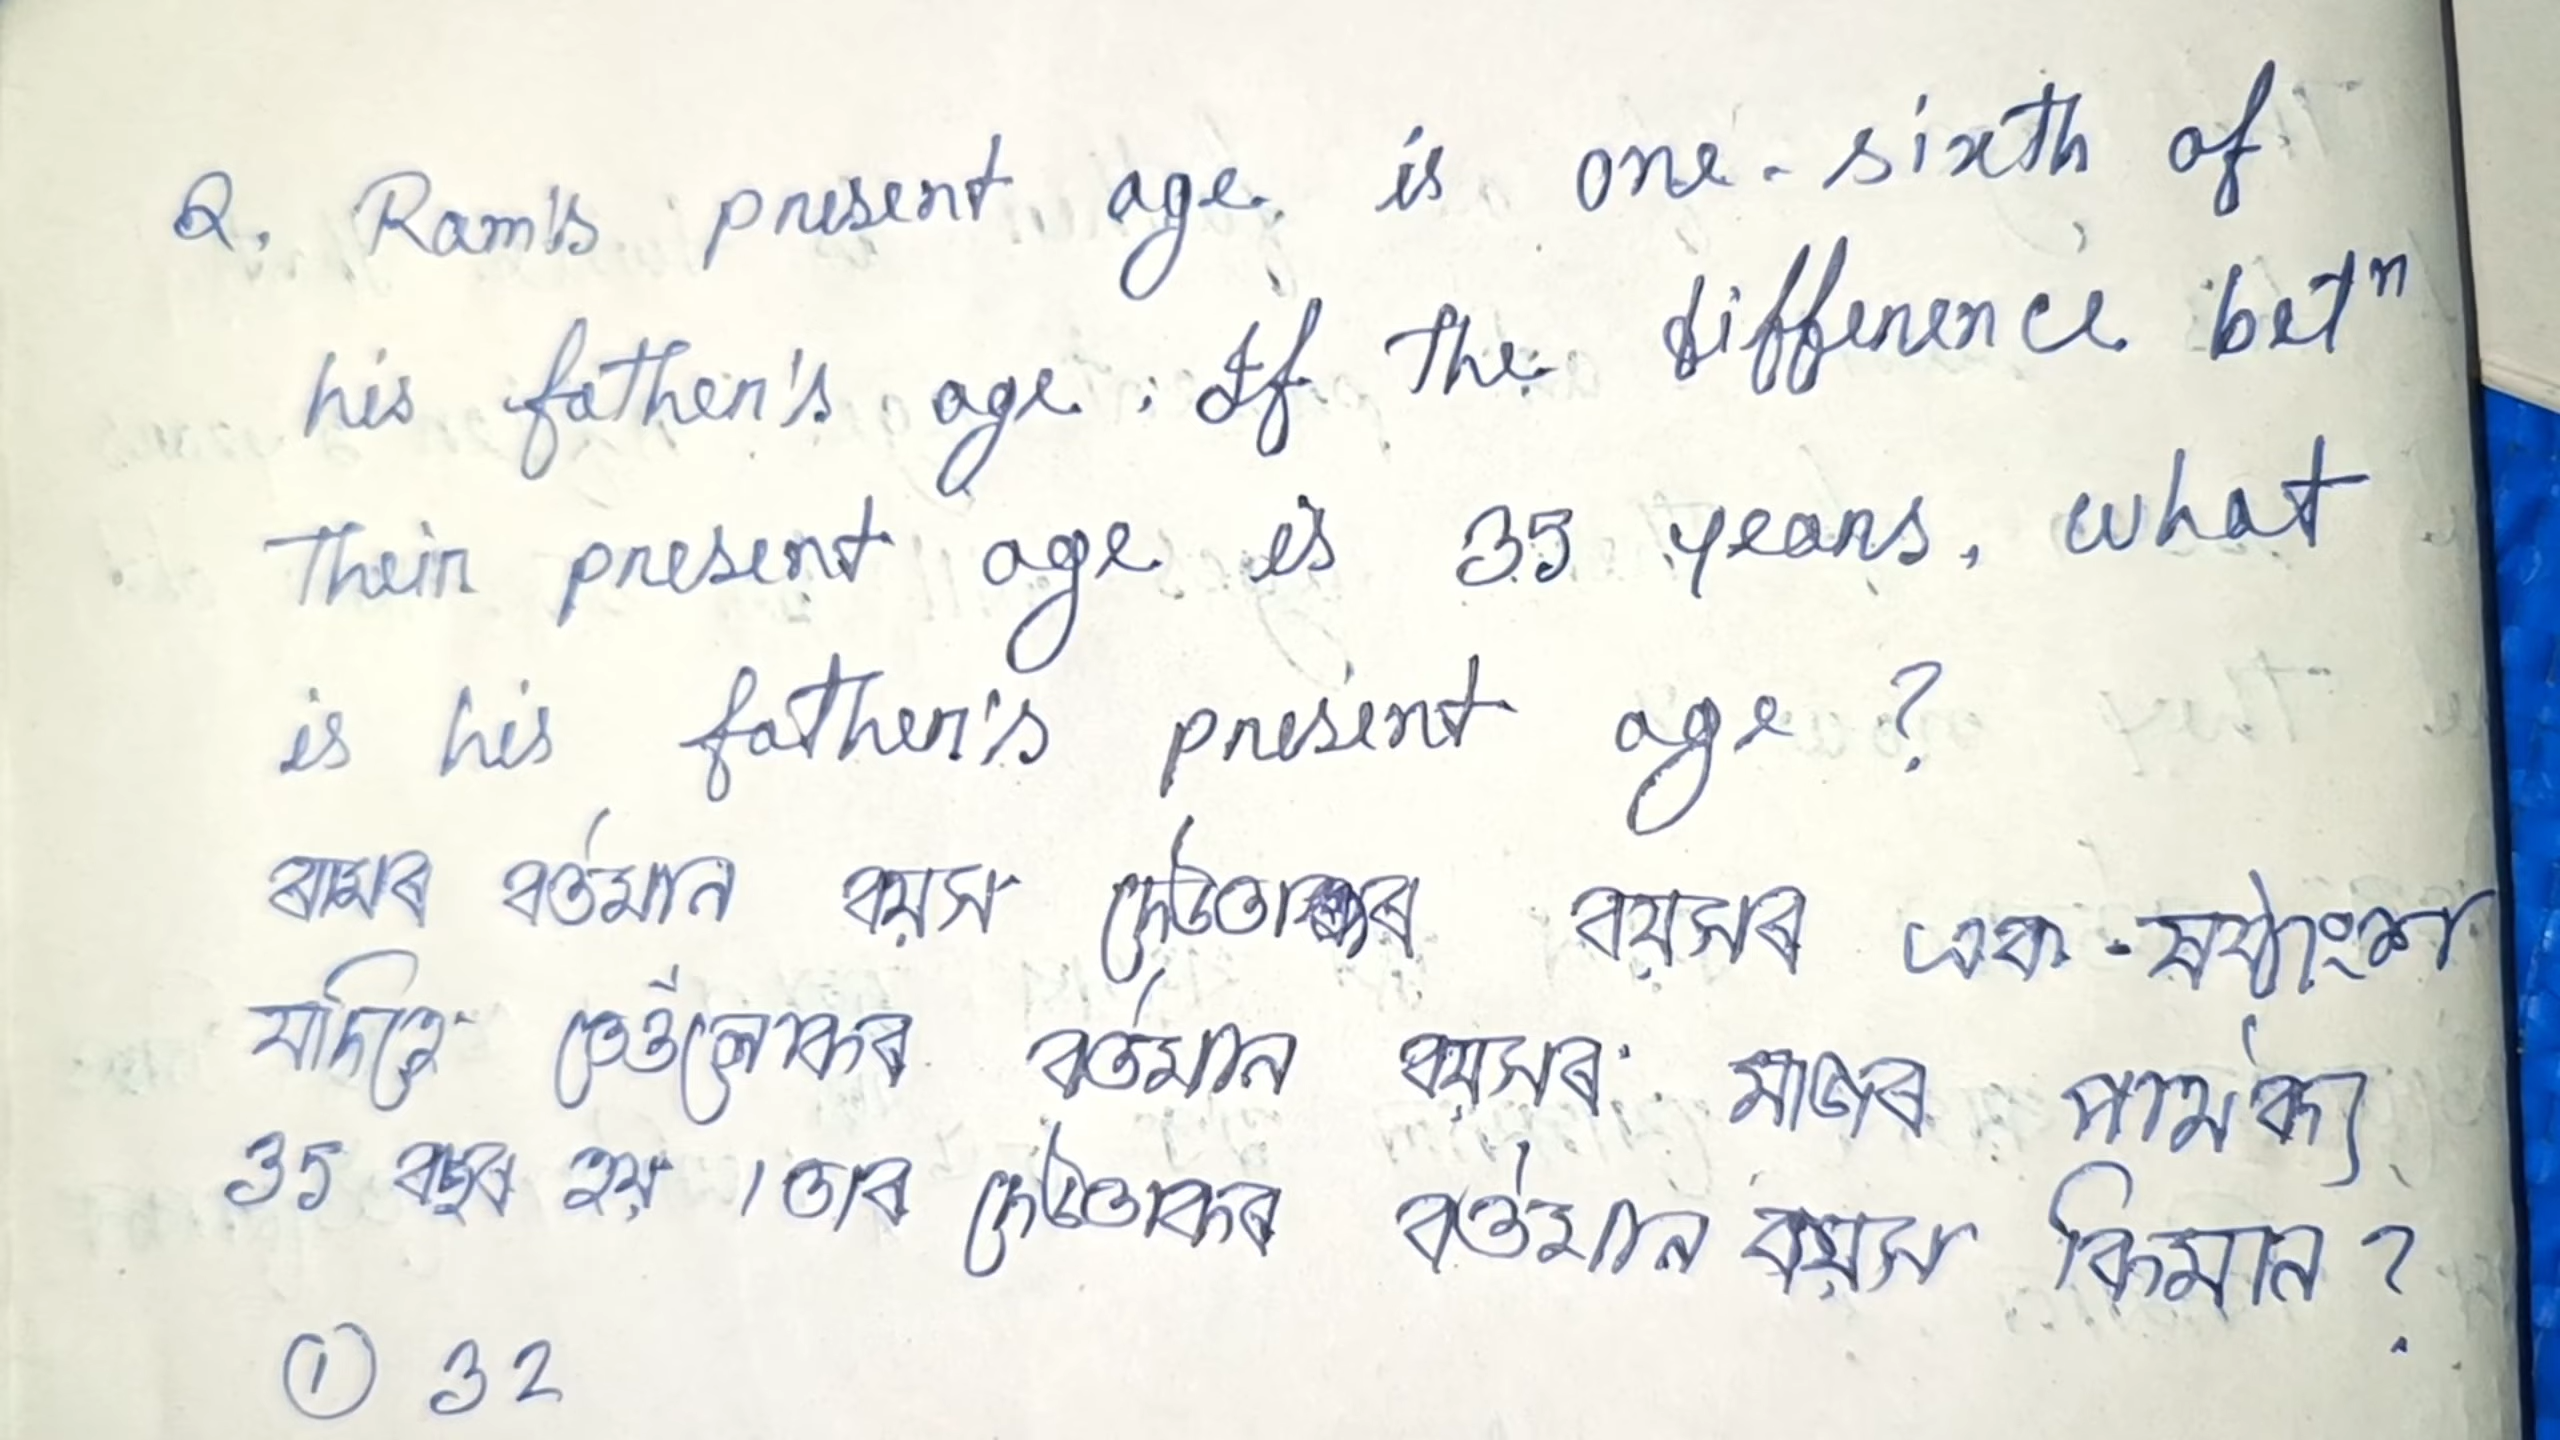 Q. Ram's present age is one-sixth of
his father's age. If the difference betn
their present age is 35 years, what
is his father's present age?
ৰামৰ বৰ্তমান বয়স দেউতাকৰ বয়সৰ এক-ষষ্ঠাংশ
যদিহে তেওঁলোকৰ বৰ্তমান বয়সৰ মাজৰ পাৰ্থক্য
35 বছৰ হয়। তাৰ দেউতাকৰ বৰ্তমান বয়স কিমান?
① 32